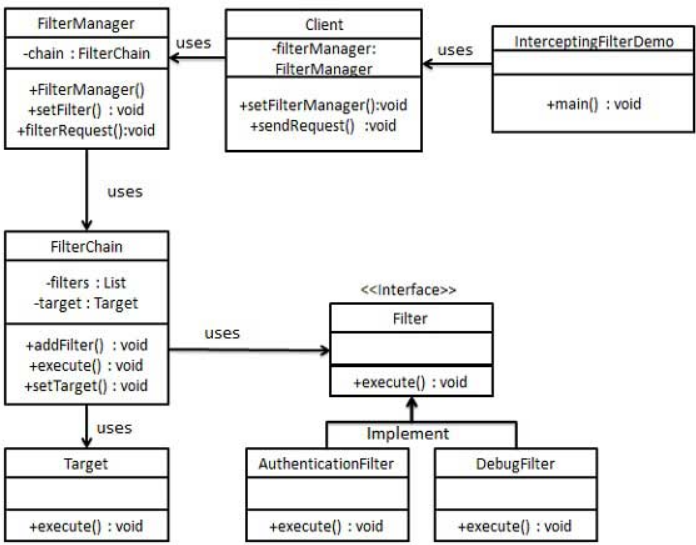 FilterManager
-chain : FilterChain
+FilterManager()
+setFilter() : void
+filterRequest():void
uses
Client
-filterManager:
FilterManager
+setFilterManager():void
+sendRequest() :void
uses
InterceptingFilterDemo
+main() : void
uses
FilterChain
-filters : List
-target : Target
+addFilter() : void
+execute() : void
+setTarget() : void
uses
<<Interface>>
Filter
+execute() : void
uses
Implement
Target
+execute() : void
AuthenticationFilter
+execute() : void
DebugFilter
+execute() : void